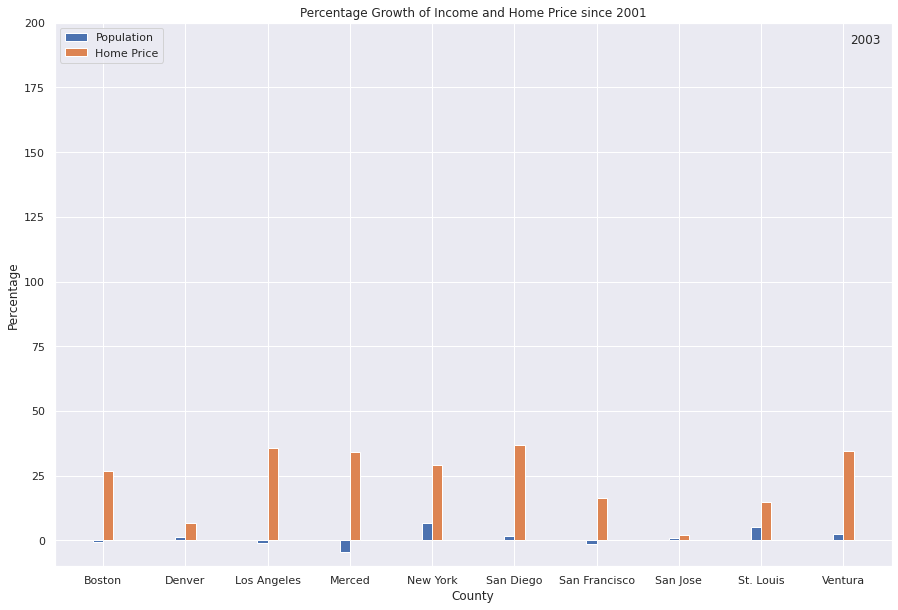 Percentage Growth of Income and Home Price since 2001
200
175
150
125
100
75
50
25
0
Percentage
Population
Home Price
2003
Boston Denver Los Angeles Merced New York San Diego San Francisco San Jose St. Louis Ventura
County